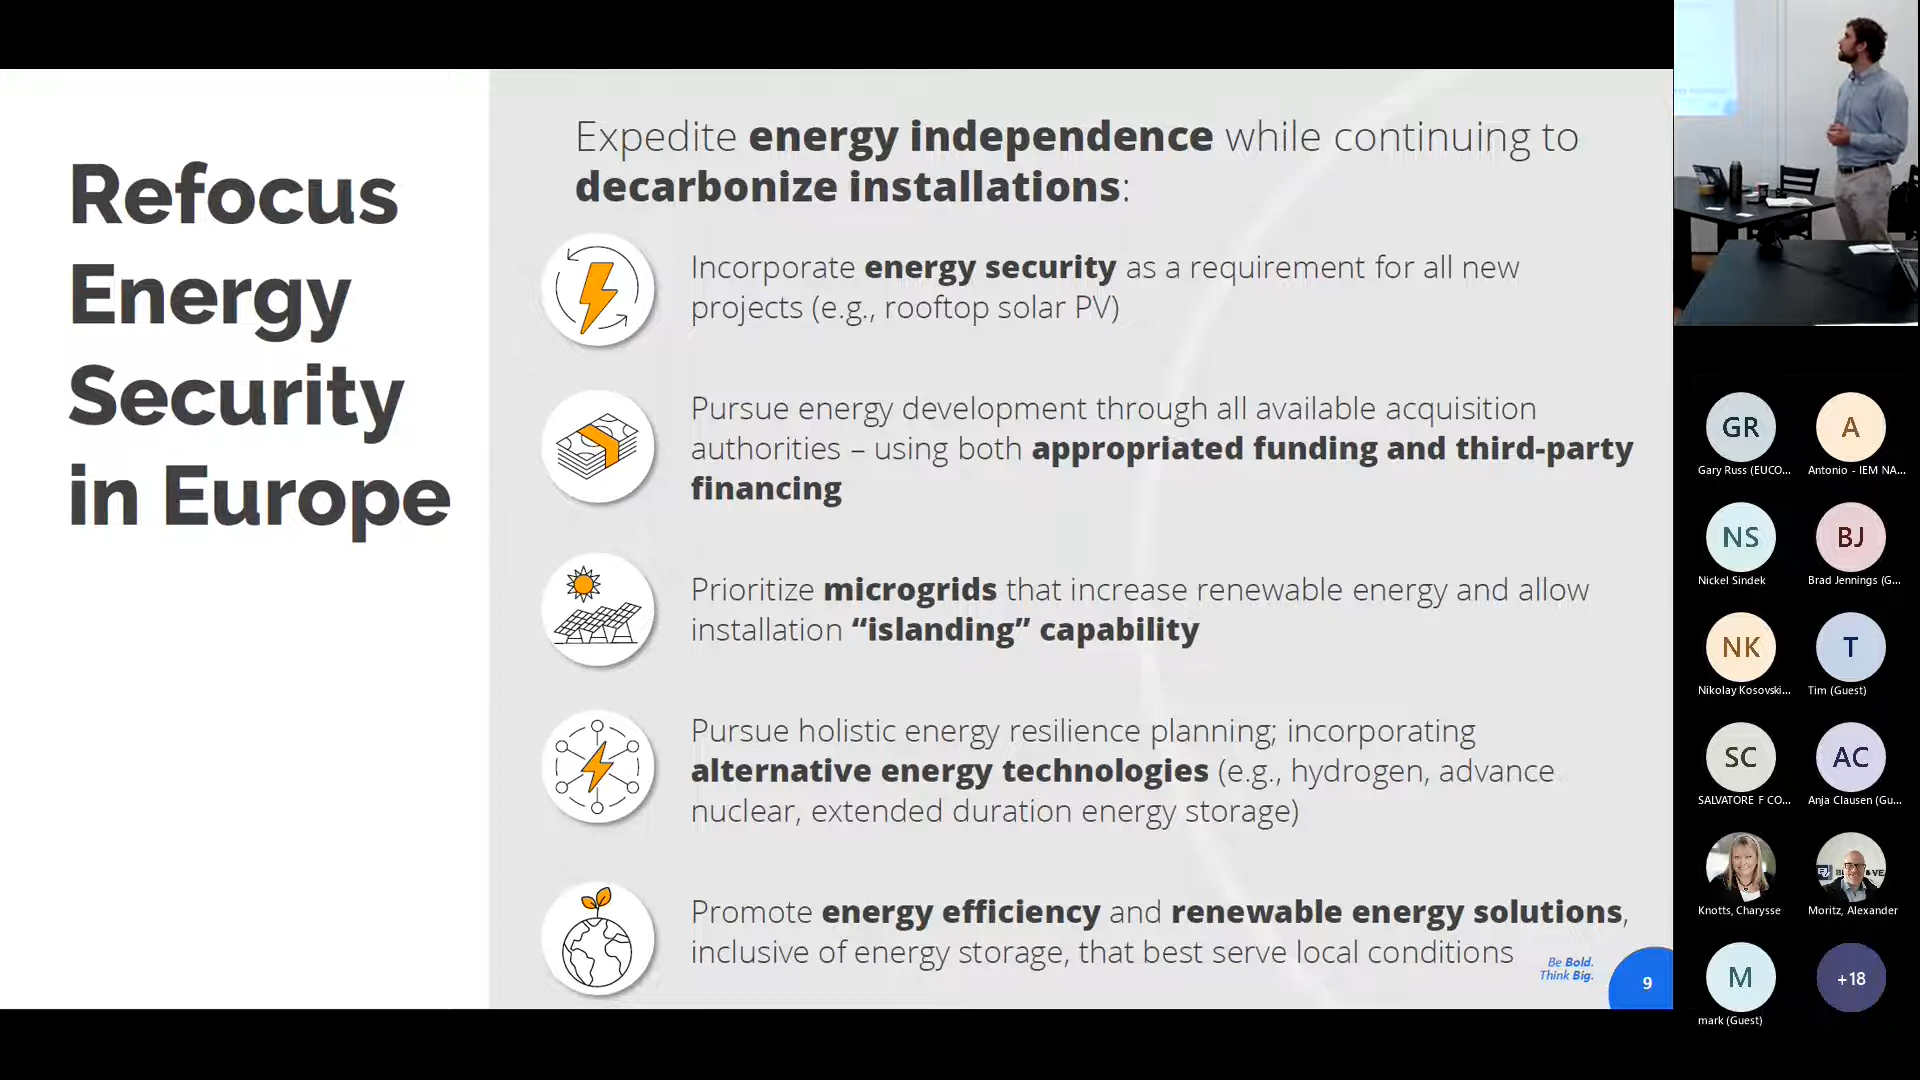 Refocus
Energy
Security
in Europe
Expedite energy independence while continuing to
decarbonize installations:
Incorporate energy security as a requirement for all new
projects (e.g., rooftop solar PV)
Pursue energy development through all available acquisition
authorities – using both appropriated funding and third-party
financing
Prioritize microgrids that increase renewable energy and allow
installation “islanding” capability
Pursue holistic energy resilience planning; incorporating
alternative energy technologies (e.g., hydrogen, advance
nuclear, extended duration energy storage)
Promote energy efficiency and renewable energy solutions,
inclusive of energy storage, that best serve local conditions
Be Bold.
Think Big.
9
GR
Gary Russ (EUCO...
A
Antonio - IEM NA...
NS
Nickel Sindek
BJ
Brad Jennings (G...
NK
Nikolay Kosovski...
T
Tim (Guest)
SC
SALVATORE F CO...
AC
Anja Clausen (Gu...
Knotts, Charysse
Moritz, Alexander
M
mark (Guest)
+18